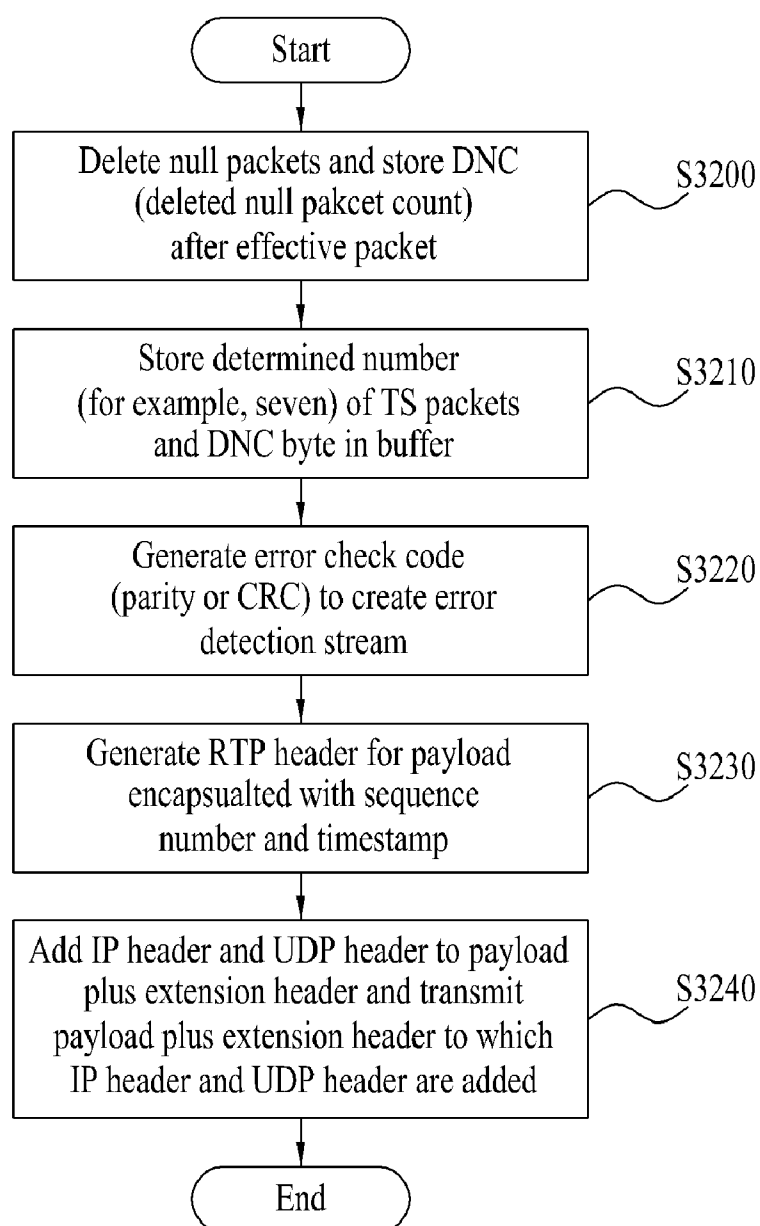 Start
Delete null packets and store DNC
(deleted null pakcet count)
after effective packet
S3200
Store determined number
(for example, seven) of TS packets
and DNC byte in buffer
S3210
Generate error check code
(parity or CRC) to create error
detection stream
S3220
Generate RTP header for payload
encapsualted with sequence
number and timestamp
S3230
Add IP header and UDP header to payload
plus extension header and transmit
payload plus extension header to which
IP header and UDP header are added
S3240
End